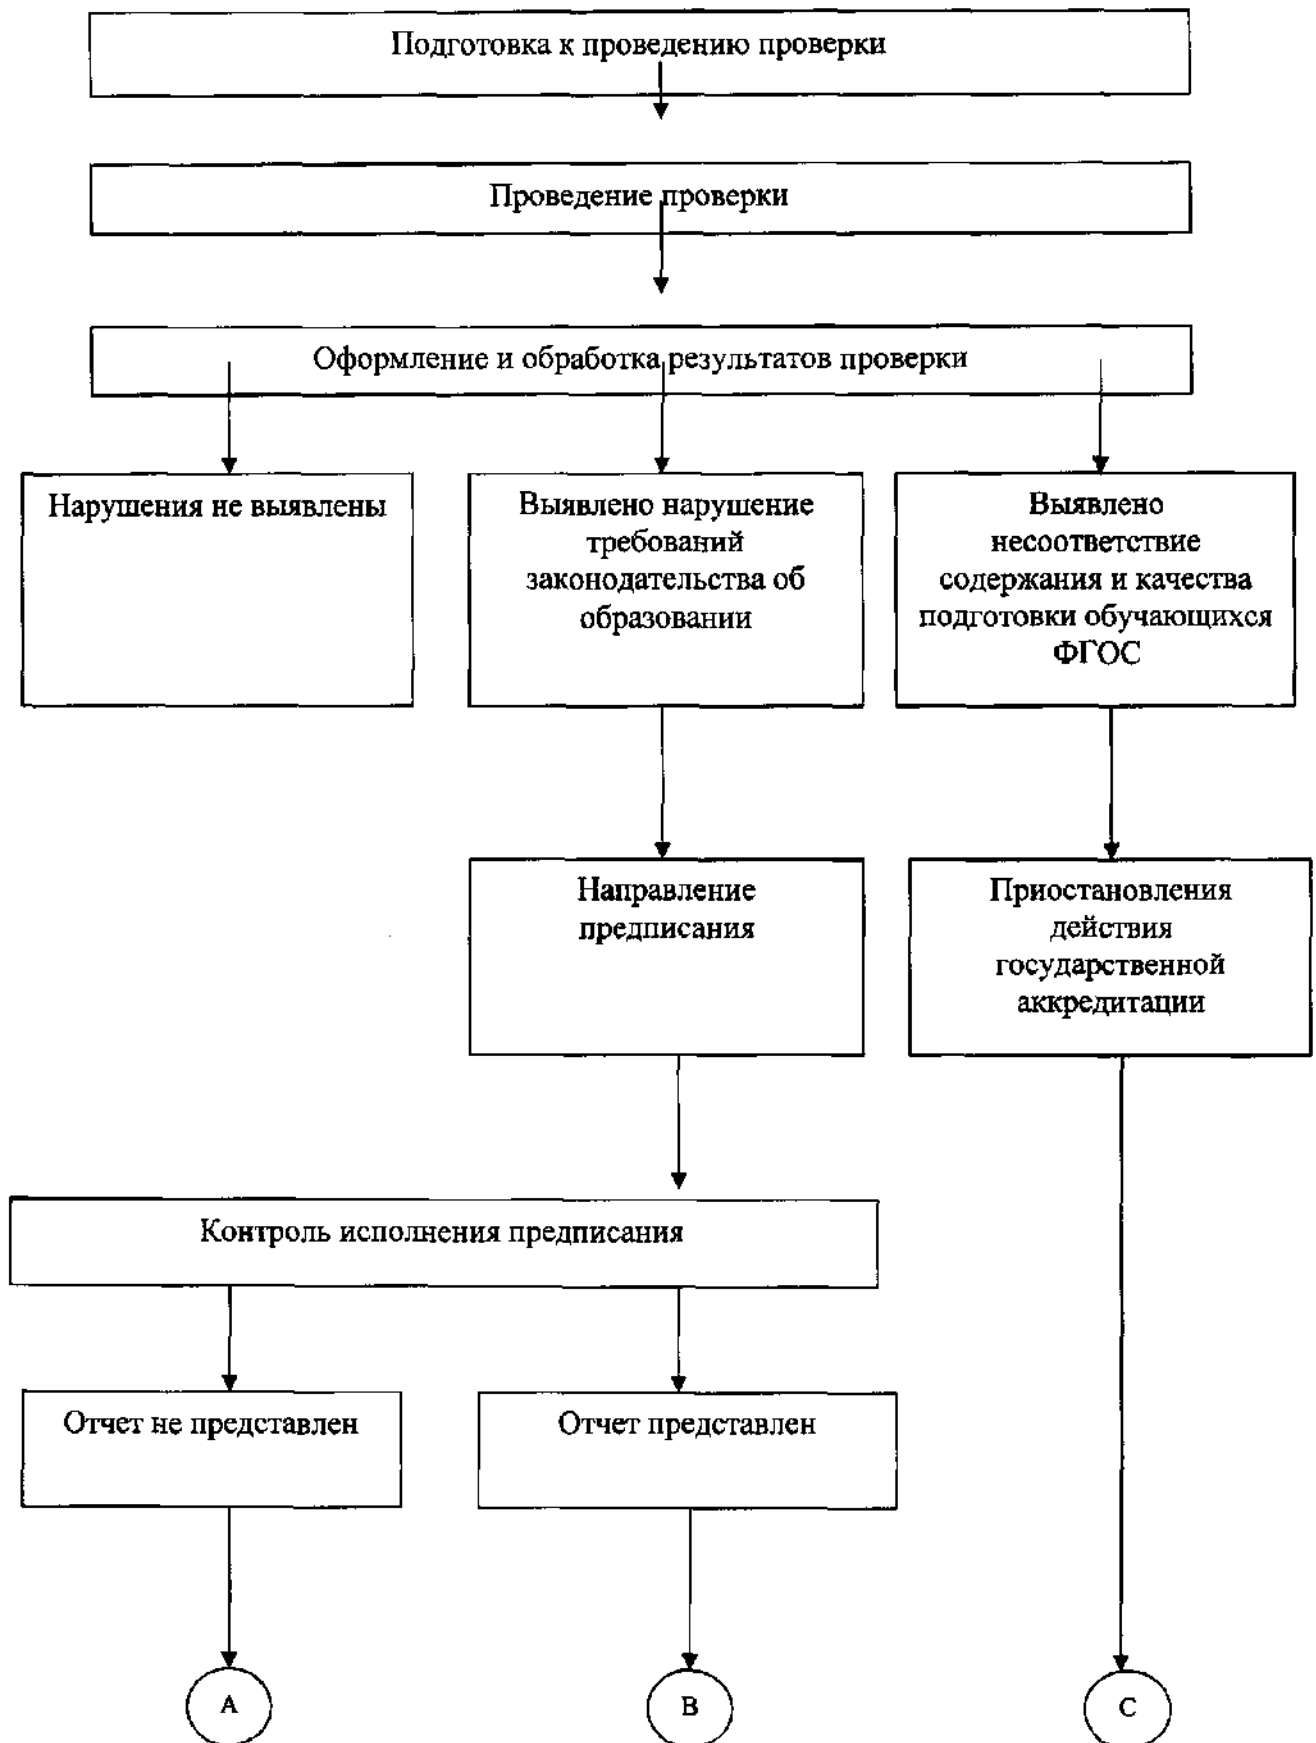 Подготовка к проведению проверки
Проведение проверки
Оформление и обработка результатов проверки
Нарушения не выявлены
Выявлено нарушение
требований
законодательства об
образовании
Выявлено
несоответствие
содержания и качества
подготовки обучающихся
ФГОС
Направление
предписания
Приостановления
действия
государственной
аккредитации
Контроль исполнения предписания
Отчет не представлен
Отчет представлен
А
В
С